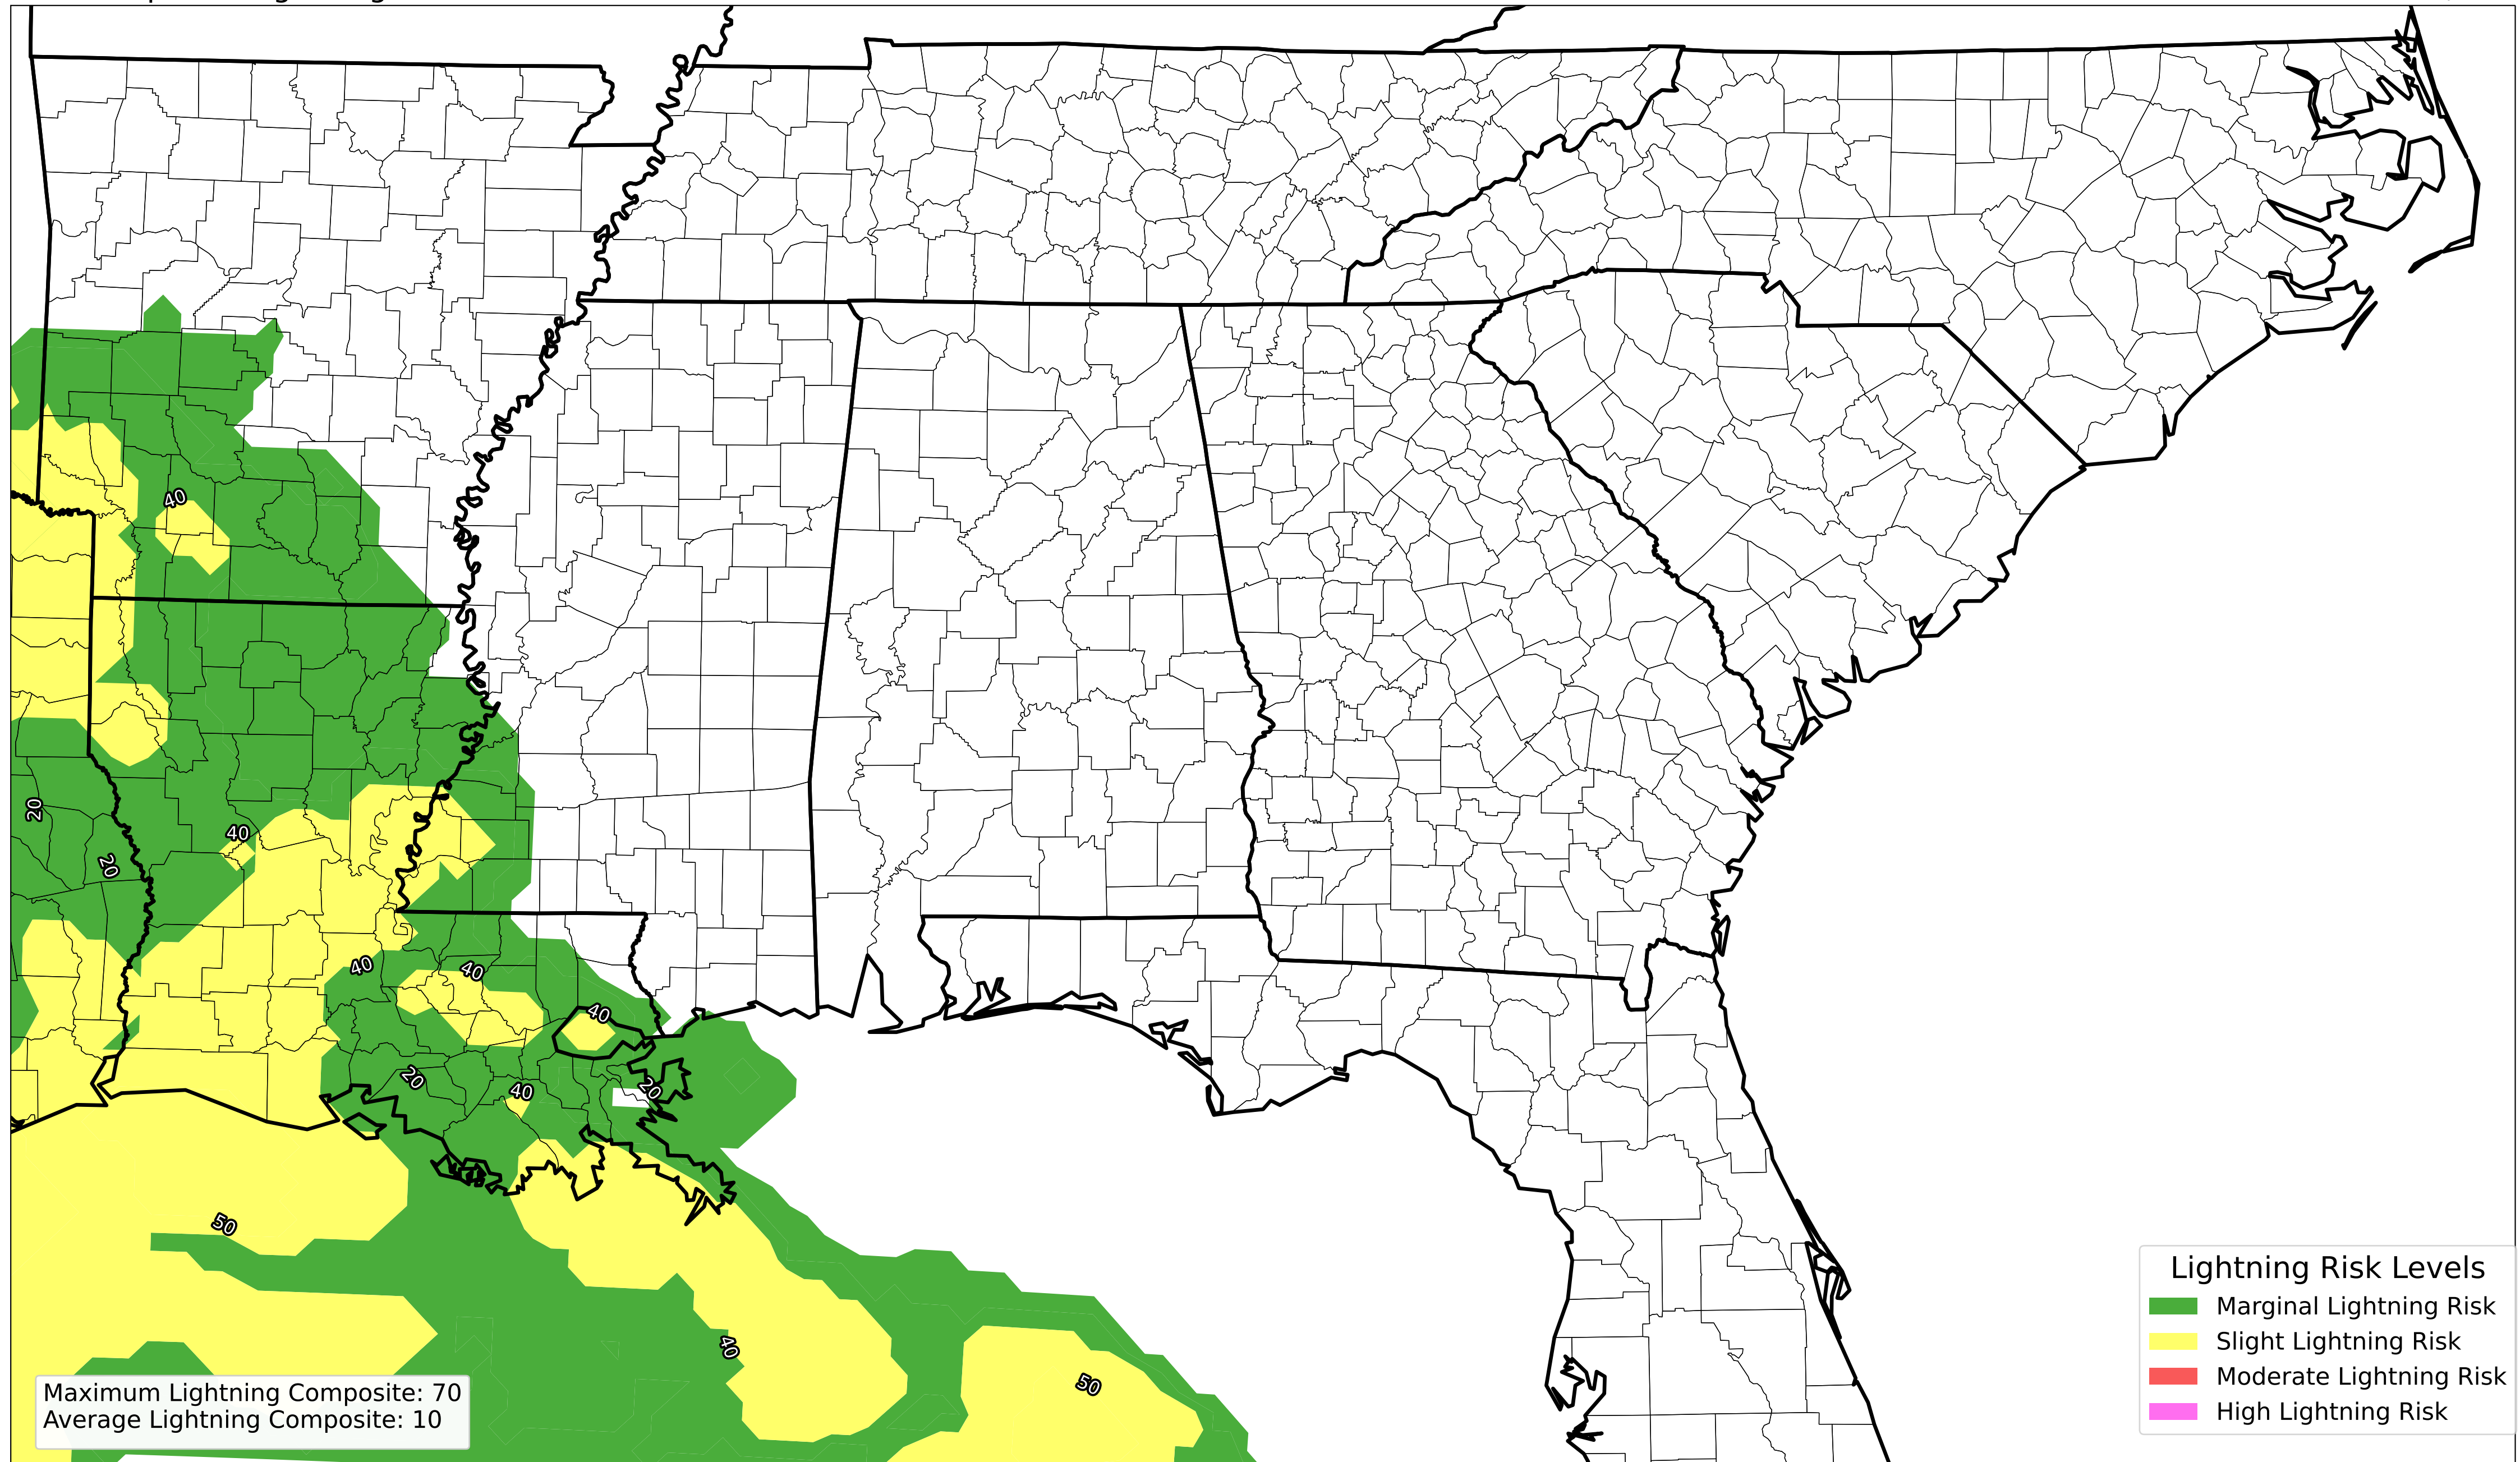 40
20
20
40
40
40
40
20
40
20
50
40
50
Lightning Risk Levels
Marginal Lightning Risk
Slight Lightning Risk
Moderate Lightning Risk
High Lightning Risk
Maximum Lightning Composite: 70
Average Lightning Composite: 10